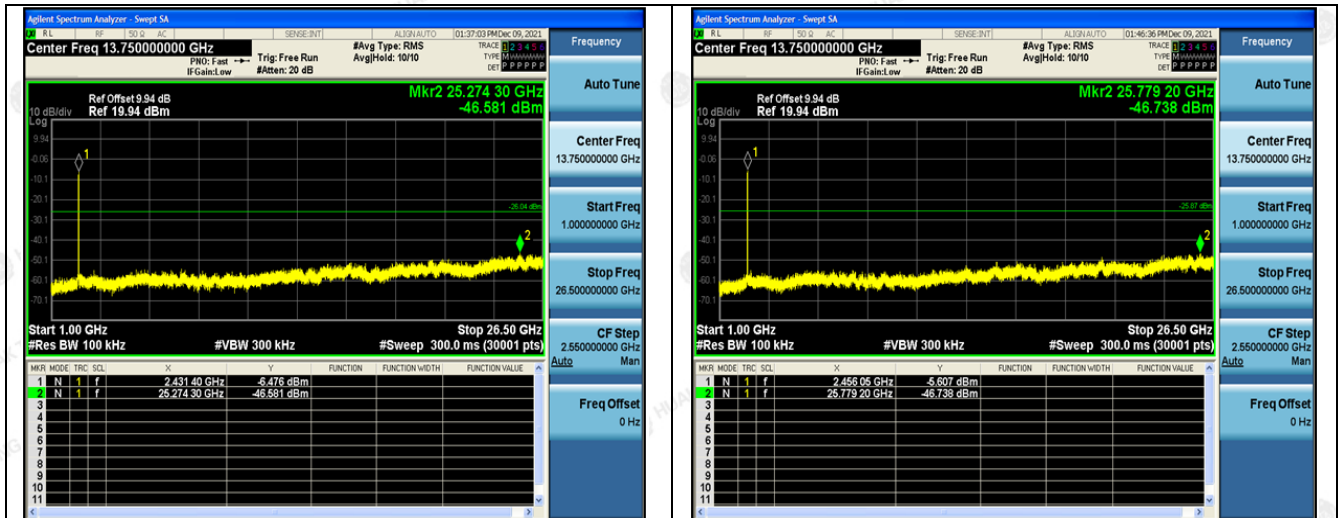 Agilent Spectrum Analyzer - Swept SA
RL RF 50 Ω AC SENSE:INT ALIGN AUTO 01:37:03 PM Dec 09, 2021
Center Freq 13.750000000 GHz
#Avg Type: RMS
TRACE 1 2 3 4 5 6
PNO: Fast Trig: Free Run Avg|Hold: 10/10
TYPE M
IFGain:Low #Atten: 20 dB
DET P P P P P P
Mkr2 25.274 30 GHz
-46.581 dBm
Ref Offset 9.94 dB
10 dB/div Ref 19.94 dBm
Log
9.94
-0.06
-10.1
-20.1
-30.1
-40.1
-50.1
-60.1
-70.1
1
-26.04 dBm
2
Start 1.00 GHz Stop 26.50 GHz
#Res BW 100 kHz #VBW 300 kHz #Sweep 300.0 ms (30001 pts)
MKR MODE TRC SCL X Y FUNCTION FUNCTION WIDTH FUNCTION VALUE
1 N 1 f 2.431 40 GHz -6.476 dBm
2 N 1 f 25.274 30 GHz -46.581 dBm
3
4
5
6
7
8
9
10
11
Frequency
Auto Tune
Center Freq
13.750000000 GHz
Start Freq
1.000000000 GHz
Stop Freq
26.500000000 GHz
CF Step
2.550000000 GHz
Auto Man
Freq Offset
0 Hz
Agilent Spectrum Analyzer - Swept SA
RL RF 50 Ω AC SENSE:INT ALIGN AUTO 01:46:36 PM Dec 09, 2021
Center Freq 13.750000000 GHz
#Avg Type: RMS
TRACE 1 2 3 4 5 6
PNO: Fast Trig: Free Run Avg|Hold: 10/10
TYPE M
IFGain:Low #Atten: 20 dB
DET P P P P P P
Mkr2 25.779 20 GHz
-46.738 dBm
Ref Offset 9.94 dB
10 dB/div Ref 19.94 dBm
Log
9.94
-0.06
-10.1
-20.1
-30.1
-40.1
-50.1
-60.1
-70.1
1
-25.87 dBm
2
Start 1.00 GHz Stop 26.50 GHz
#Res BW 100 kHz #VBW 300 kHz #Sweep 300.0 ms (30001 pts)
MKR MODE TRC SCL X Y FUNCTION FUNCTION WIDTH FUNCTION VALUE
1 N 1 f 2.456 05 GHz -5.607 dBm
2 N 1 f 25.779 20 GHz -46.738 dBm
3
4
5
6
7
8
9
10
11
Frequency
Auto Tune
Center Freq
13.750000000 GHz
Start Freq
1.000000000 GHz
Stop Freq
26.500000000 GHz
CF Step
2.550000000 GHz
Auto Man
Freq Offset
0 Hz